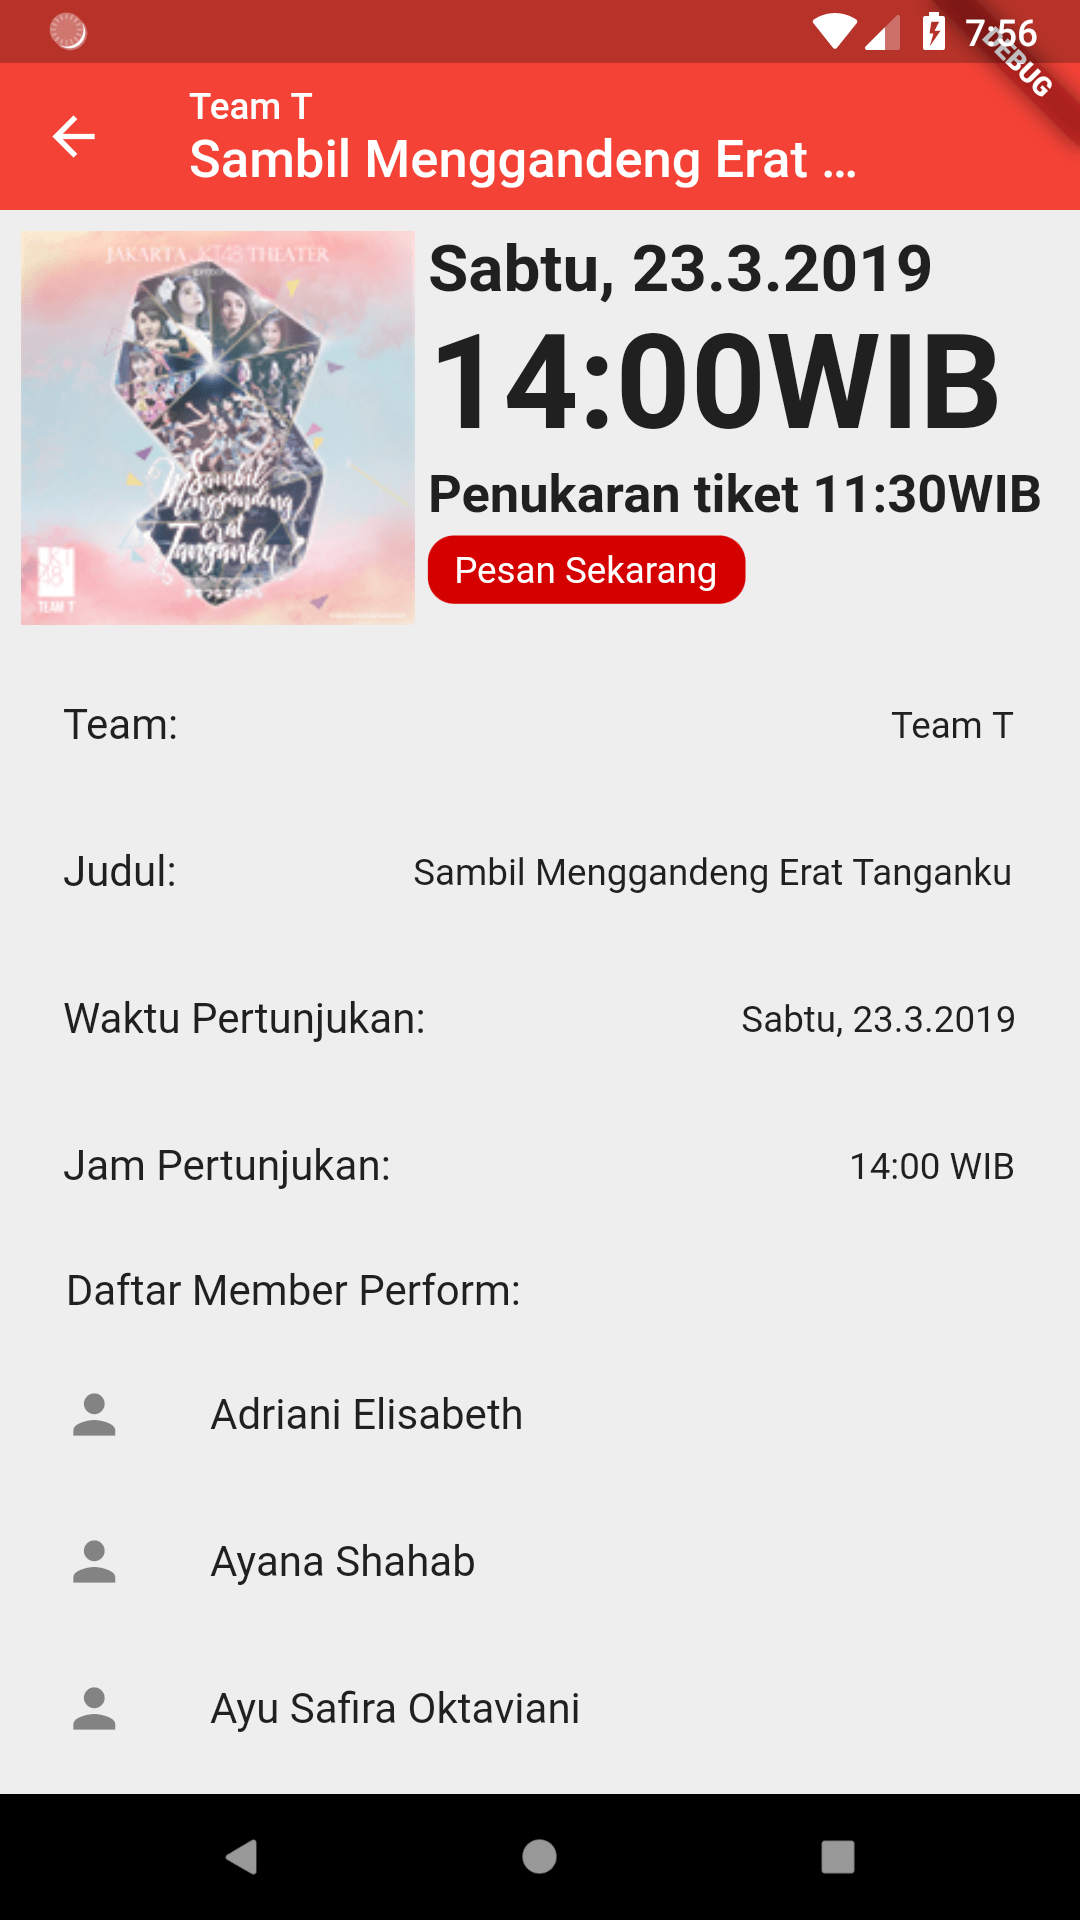 7:56
DEBUG
Team T
Sambil Menggandeng Erat ...
JAKARTA JKT48 THEATER
Sambil
Menggandeng
erat
Tanganku
TEAM T
Sabtu, 23.3.2019
14:00WIB
Penukaran tiket 11:30WIB
Pesan Sekarang
Team:
Team T
Judul:
Sambil Menggandeng Erat Tanganku
Waktu Pertunjukan:
Sabtu, 23.3.2019
Jam Pertunjukan:
14:00 WIB
Daftar Member Perform:
Adriani Elisabeth
Ayana Shahab
Ayu Safira Oktaviani